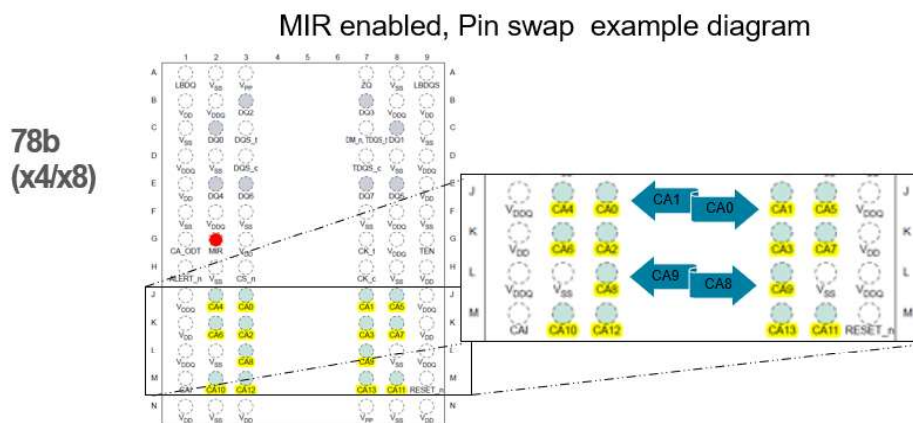 MIR enabled, Pin swap example diagram
78b
(x4/x8)
1 2 3 4 5 6 7 8 9
A A
LBDQ VSS VPP ZQ VSS LBDQS
B B
VDD VDDQ DQ2 DQ3 VDDQ VDD
C C
VSS DQ0 DQS_t DM_n, TDQS_t DQ1 VSS
D D
VDDQ VSS DQS_c TDQS_c VSS VDDQ
E E
VDD DQ4 DQ6 DQ7 DQ5 VDD
F F
VSS VDDQ VSS VSS VDDQ VSS
G G
CA_ODT MIR VDD CK_t VDDQ TEN
H H
ALERT_n VSS CS_n CK_c VSS VDD
J J
VDDQ CA4 CA0 CA1 CA5 VDDQ
K K
VDD CA6 CA2 CA3 CA7 VDD
L L
VDDQ VSS CA8 CA9 VSS VDDQ
M M
CAI CA10 CA12 CA13 CA11 RESET_n
N N
VDD VSS VDD VPP VSS VDD
J J
VDDQ CA4 CA0 CA1 CA0 CA1 CA5 VDDQ
K K
VDD CA6 CA2 CA3 CA7 VDD
L L
VDDQ VSS CA8 CA9 CA8 CA9 VSS VDDQ
M M
CAI CA10 CA12 CA13 CA11 RESET_n